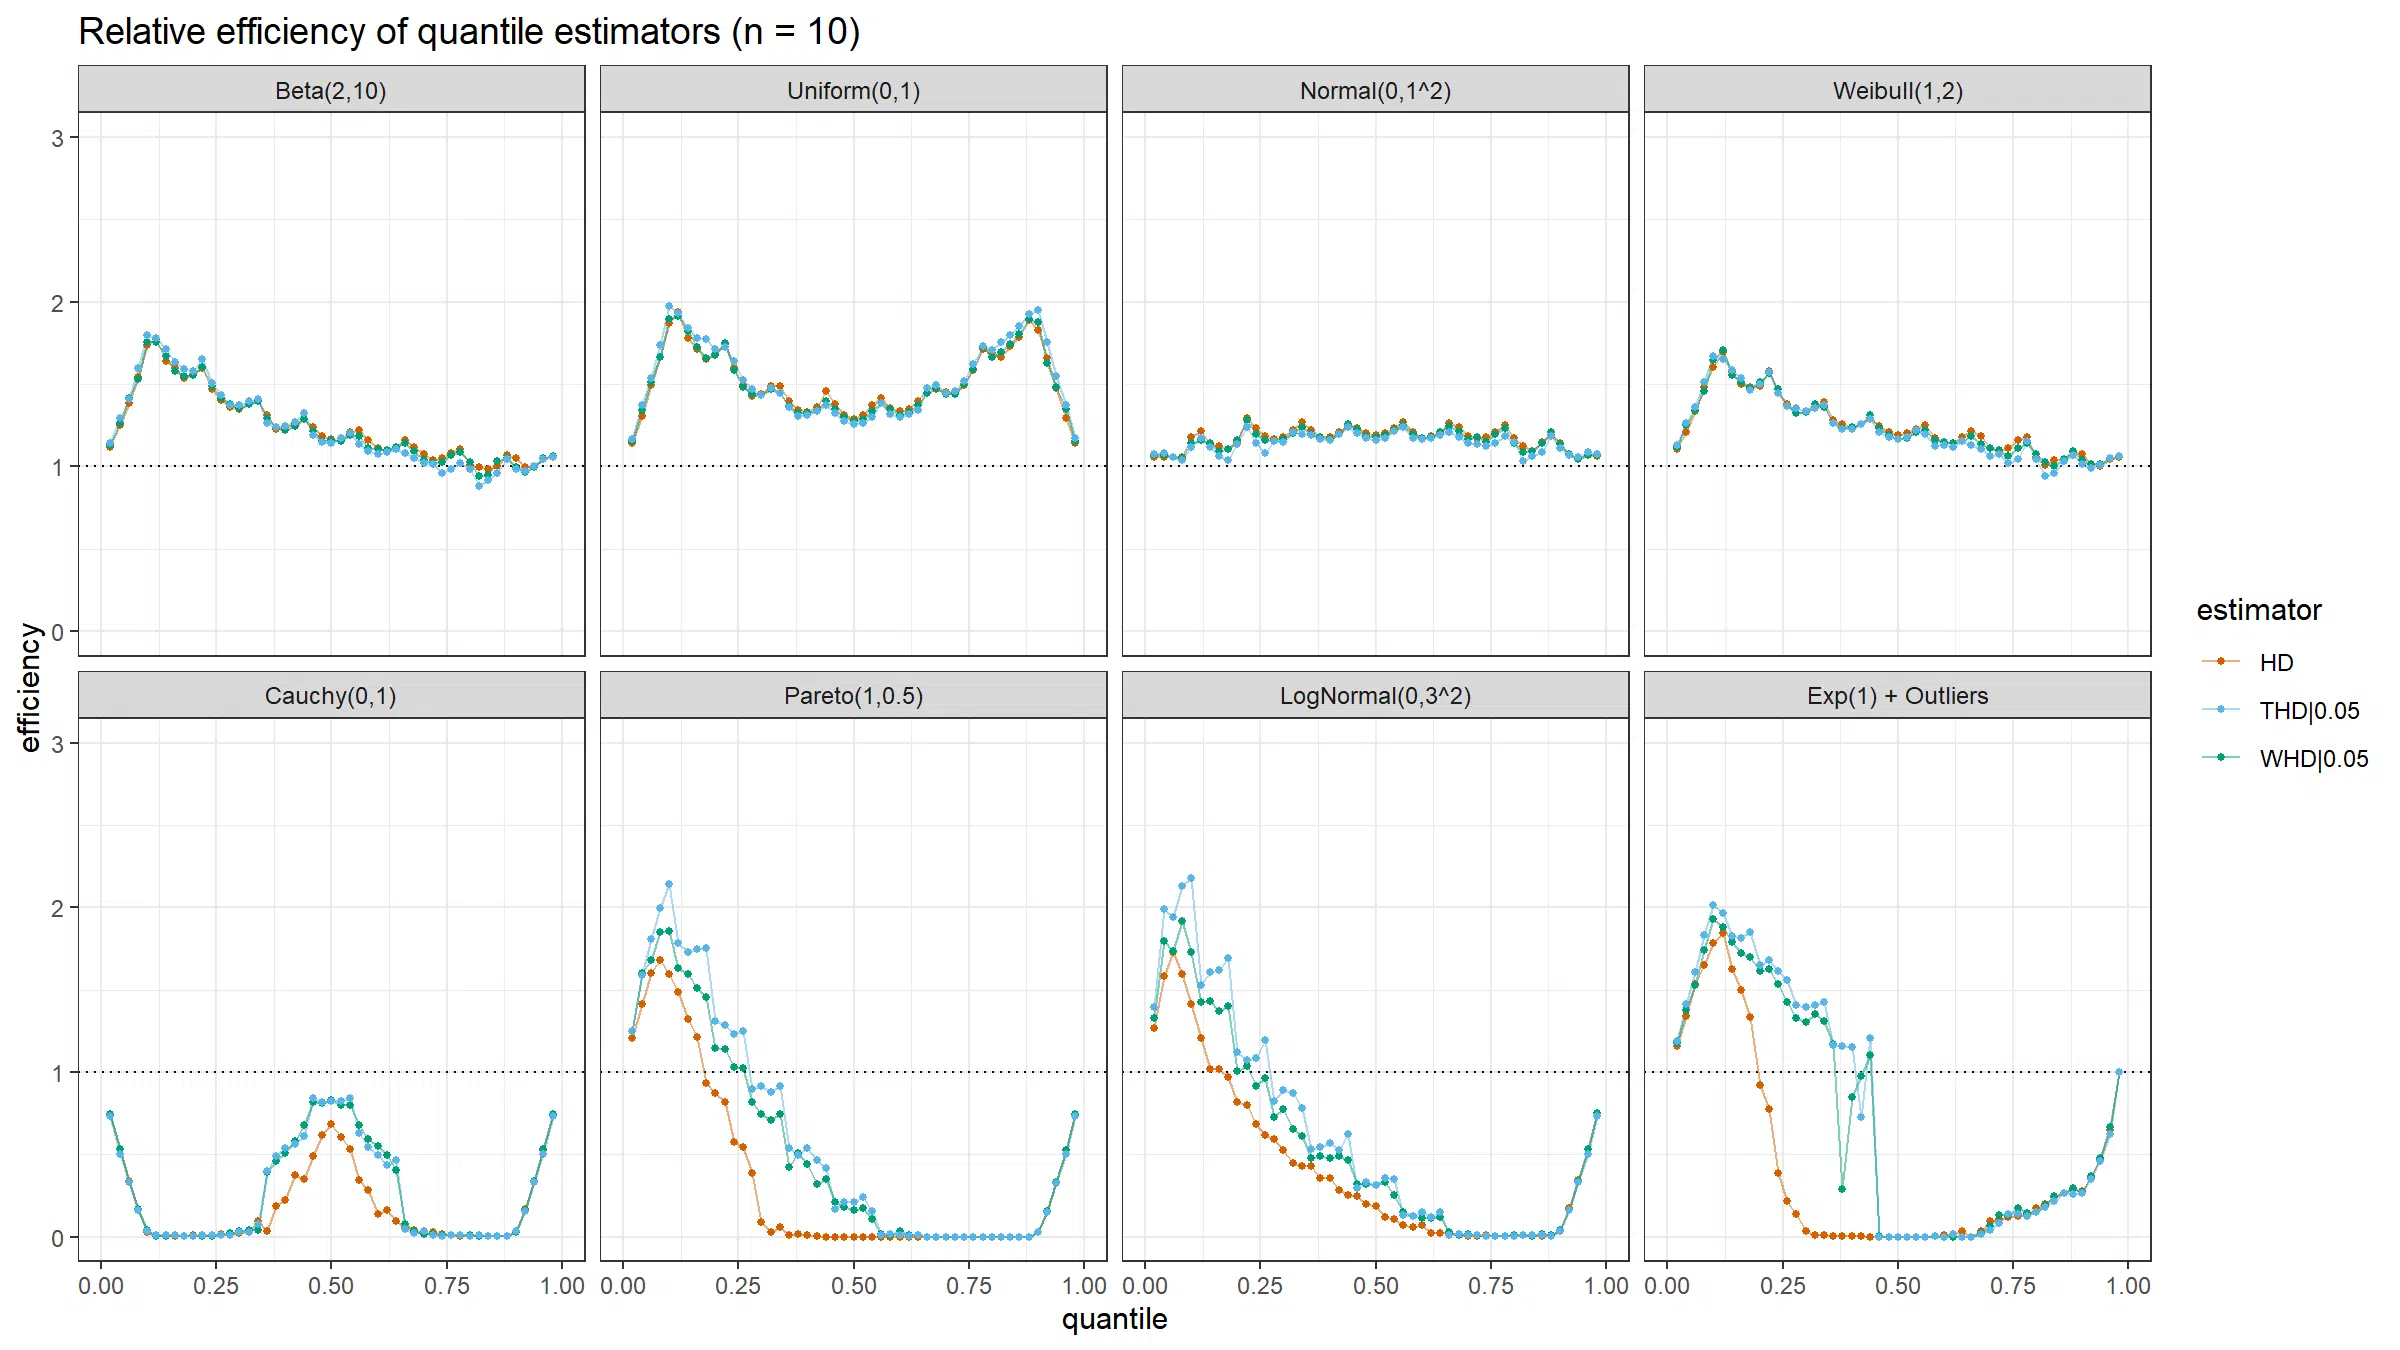 Relative efficiency of quantile estimators (n = 10)
Beta(2,10)
Uniform(0,1)
Normal(0,1^2)
Weibull(1,2)
3
2
1
0
Cauchy(0,1)
Pareto(1,0.5)
LogNormal(0,3^2)
Exp(1) + Outliers
3
2
1
0
0.00 0.25 0.50 0.75 1.00
0.00 0.25 0.50 0.75 1.00
0.00 0.25 0.50 0.75 1.00
0.00 0.25 0.50 0.75 1.00
efficiency
quantile
estimator
HD
THD|0.05
WHD|0.05